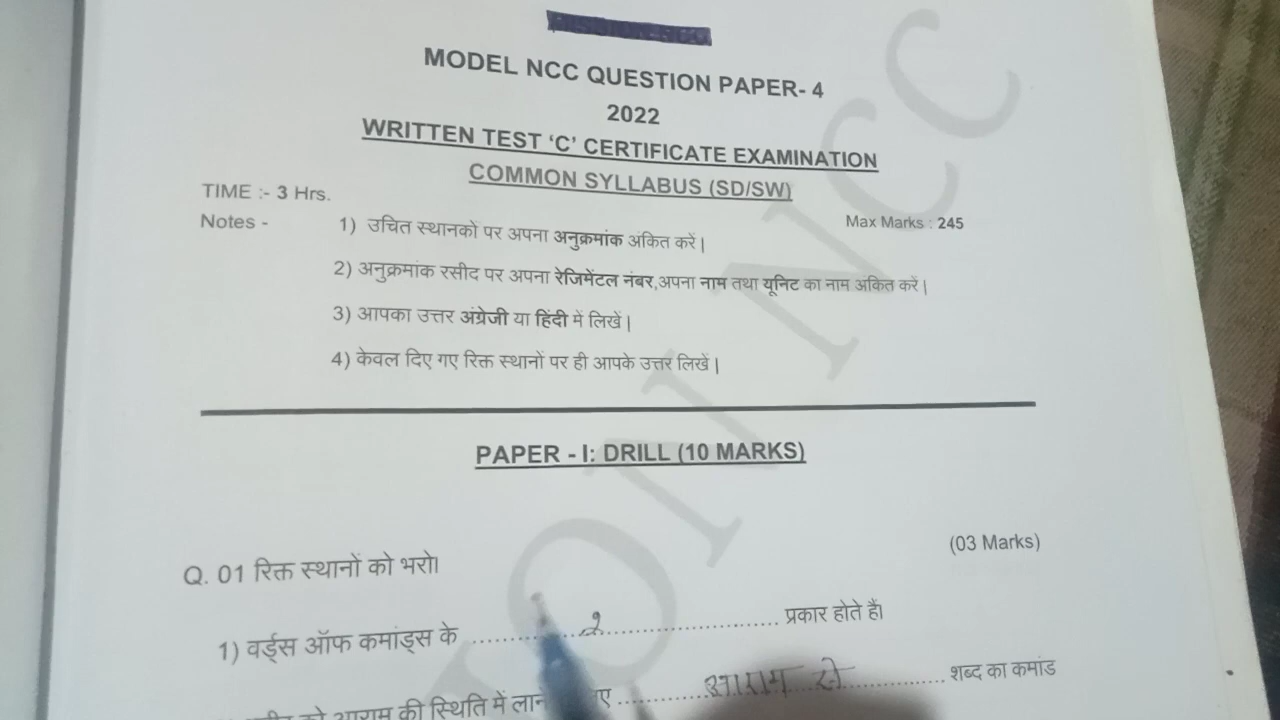 MODEL NCC QUESTION PAPER- 4
2022
WRITTEN TEST ‘C’ CERTIFICATE EXAMINATION
COMMON SYLLABUS (SD/SW)
TIME :- 3 Hrs.
Max Marks : 245
Notes - 1) उचित स्थानकों पर अपना अनुक्रमांक अंकित करें |
2) अनुक्रमांक रसीद पर अपना रेजिमेंटल नंबर,अपना नाम तथा यूनिट का नाम अंकित करें |
3) आपका उत्तर अंग्रेजी या हिंदी में लिखें |
4) केवल दिए गए रिक्त स्थानों पर ही आपके उत्तर लिखें |
PAPER - I: DRILL (10 MARKS)
(03 Marks)
Q. 01 रिक्त स्थानों को भरो।
1) वर्ड्स ऑफ कमांड्स के ........... 2 ........... प्रकार होते हैं।
को आराम की स्थिति में ........... आराम से ........... शब्द का कमांड
ION NCC